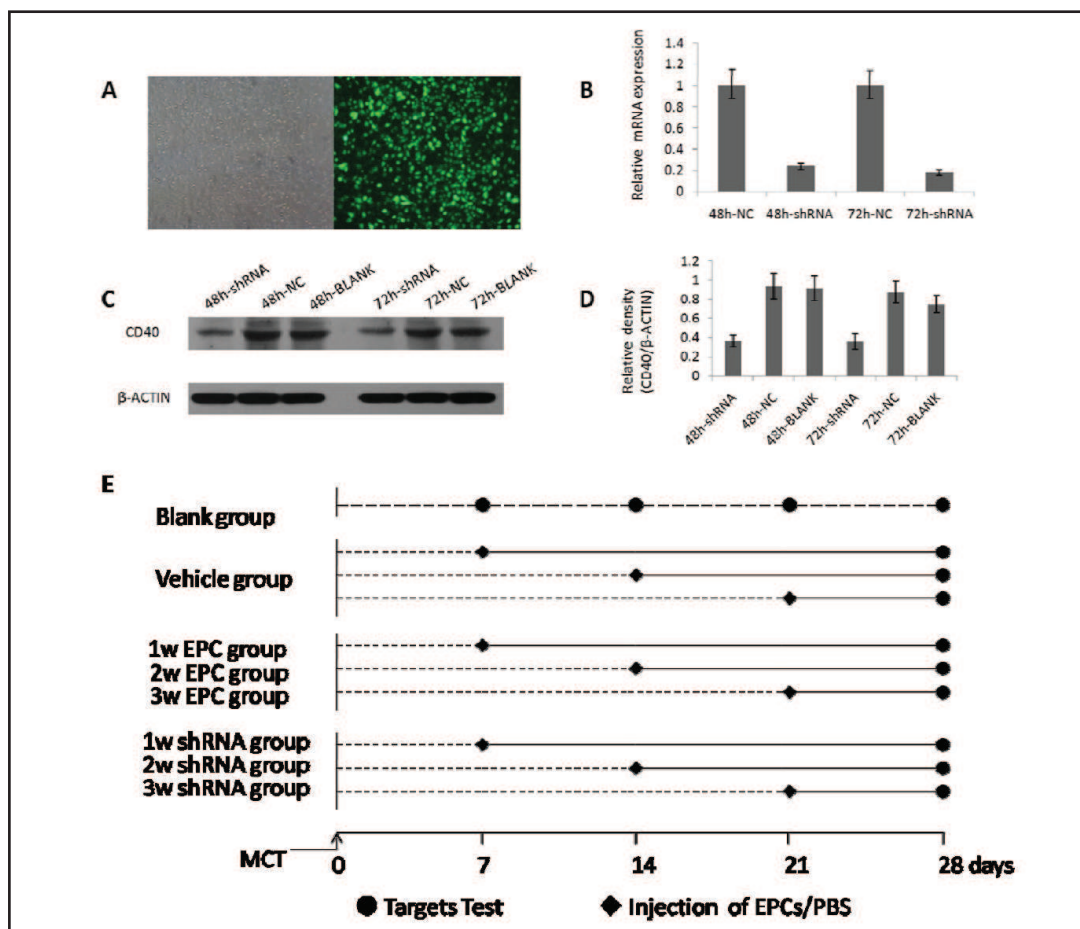 A
B
Relative mRNA expression
1.4
1.2
1
0.8
0.6
0.4
0.2
0
48h-NC 48h-shRNA 72h-NC 72h-shRNA
C
48h-shRNA 48h-NC 48h-BLANK 72h-shRNA 72h-NC 72h-BLANK
CD40
β-ACTIN
D
Relative density
(CD40/β-ACTIN)
1.2
1
0.8
0.6
0.4
0.2
0
48h-shRNA 48h-NC 48h-BLANK 72h-shRNA 72h-NC 72h-BLANK
E
Blank group
Vehicle group
1w EPC group
2w EPC group
3w EPC group
1w shRNA group
2w shRNA group
3w shRNA group
MCT
0 7 14 21 28 days
Targets Test Injection of EPCs/PBS